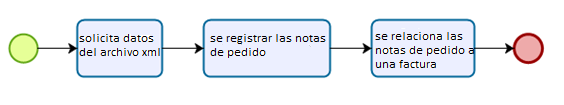 solicita datos
del archivo xml
se registrar las notas
de pedido
se relaciona las
notas de pedido a
una factura